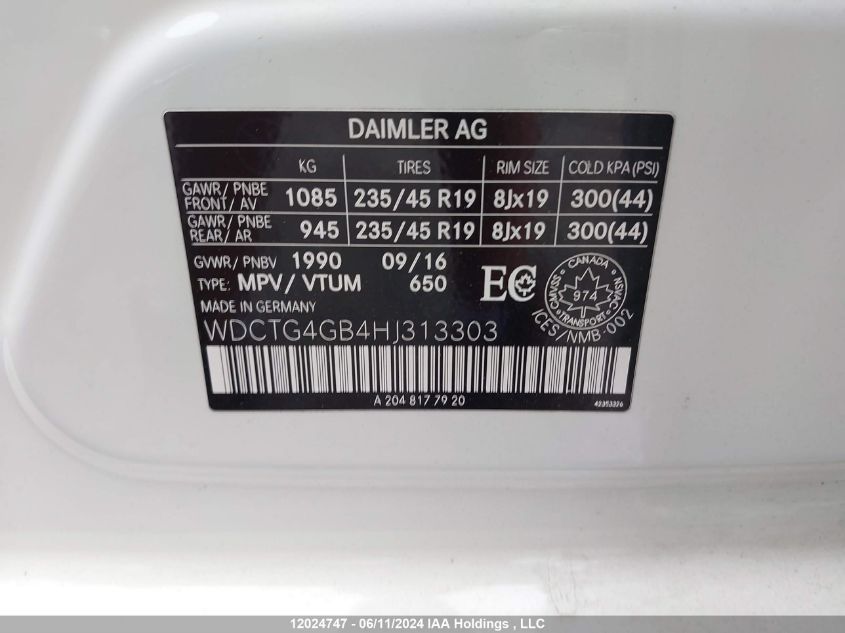 DAIMLER AG
KG TIRES RIM SIZE COLD KPA (PSI)
GAWR/ PNBE FRONT/ AV 1085 235/45 R19 8Jx19 300(44)
GAWR/ PNBE REAR/ AR 945 235/45 R19 8Jx19 300(44)
GVWR/ PNBV 1990 09/16
TYPE: MPV/ VTUM 650
EC
CANADA
CMVSS NSVAC
974
TRANSPORT
ICES/NMB-002
MADE IN GERMANY
WDCTG4GB4HJ313303
A 204 817 79 20
42353326
12024747 - 06/11/2024 IAA Holdings , LLC